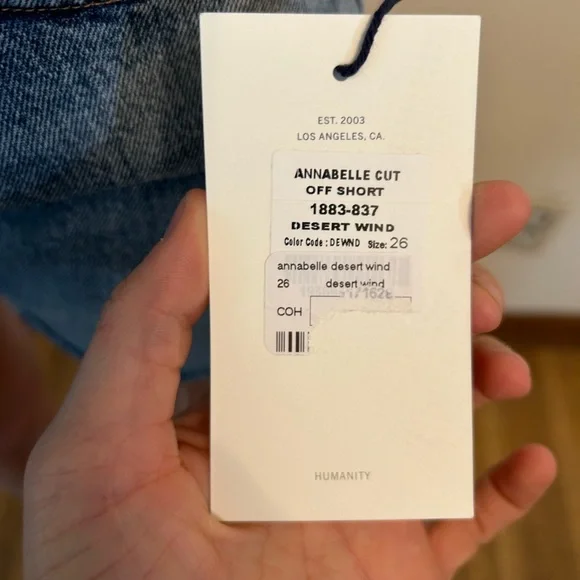 EST. 2003
LOS ANGELES, CA.
ANNABELLE CUT
OFF SHORT
1883-837
DESERT WIND
Color Code : DEWND Size: 26
annabelle desert wind
26 desert wind
COH
HUMANITY